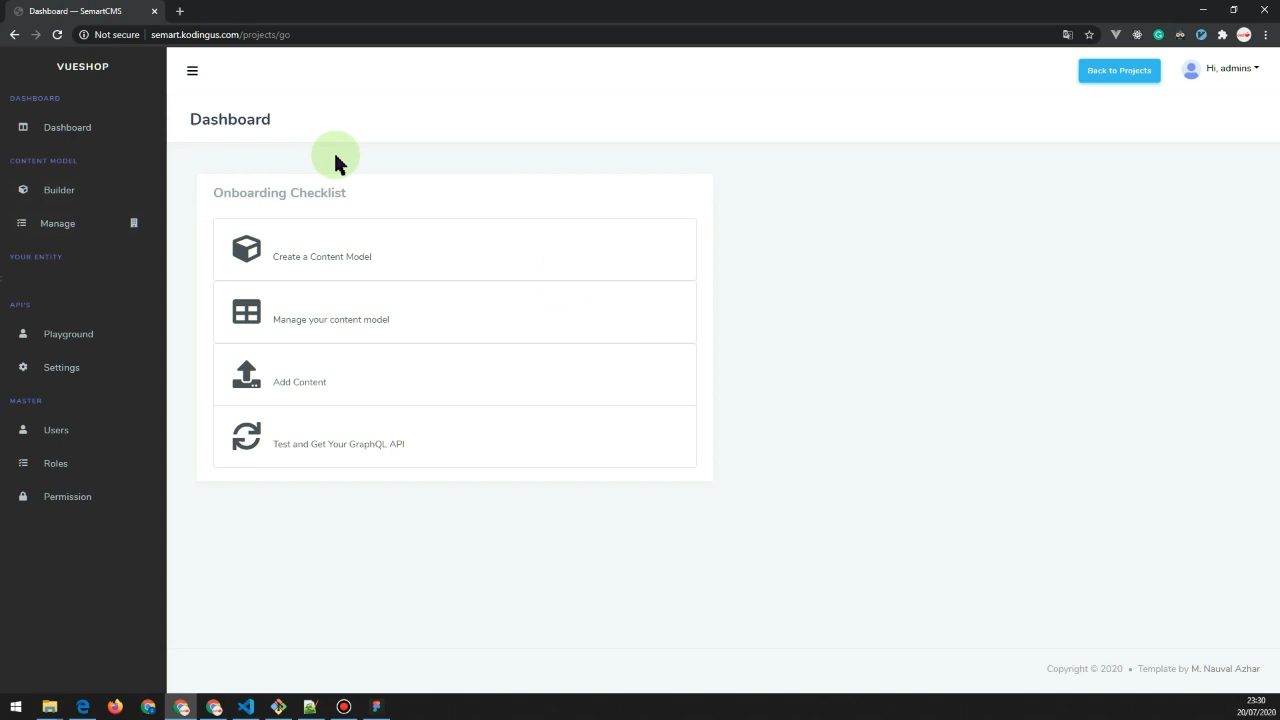 Dashboard — SemartCMS
Not secure | semart.kodingus.com/projects/go
VUESHOP
Back to Projects
Hi, admins
DASHBOARD
Dashboard
CONTENT MODEL
Builder
Manage
YOUR ENTITY
API'S
Playground
Settings
MASTER
Users
Roles
Permission
Dashboard
Onboarding Checklist
Create a Content Model
Manage your content model
Add Content
Test and Get Your GraphQL API
Copyright © 2020 • Template by M. Nauval Azhar
23:30
20/07/2020